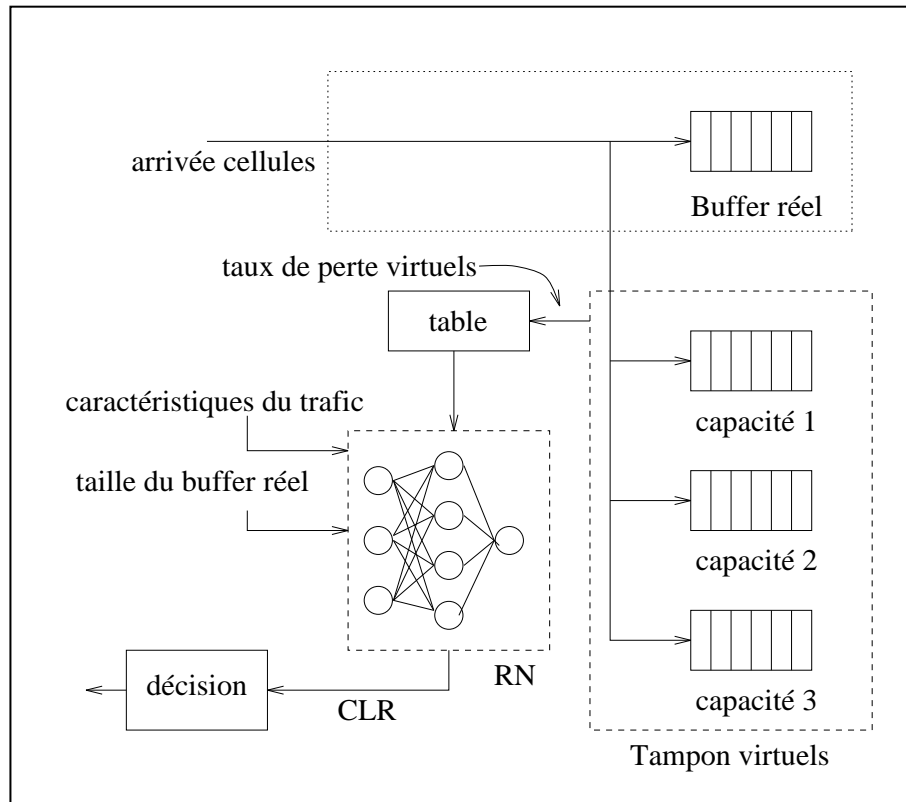 arrivée cellules
Buffer réel
taux de perte virtuels
table
caractéristiques du trafic
capacité 1
taille du buffer réel
capacité 2
RN
décision
CLR
capacité 3
Tampon virtuels